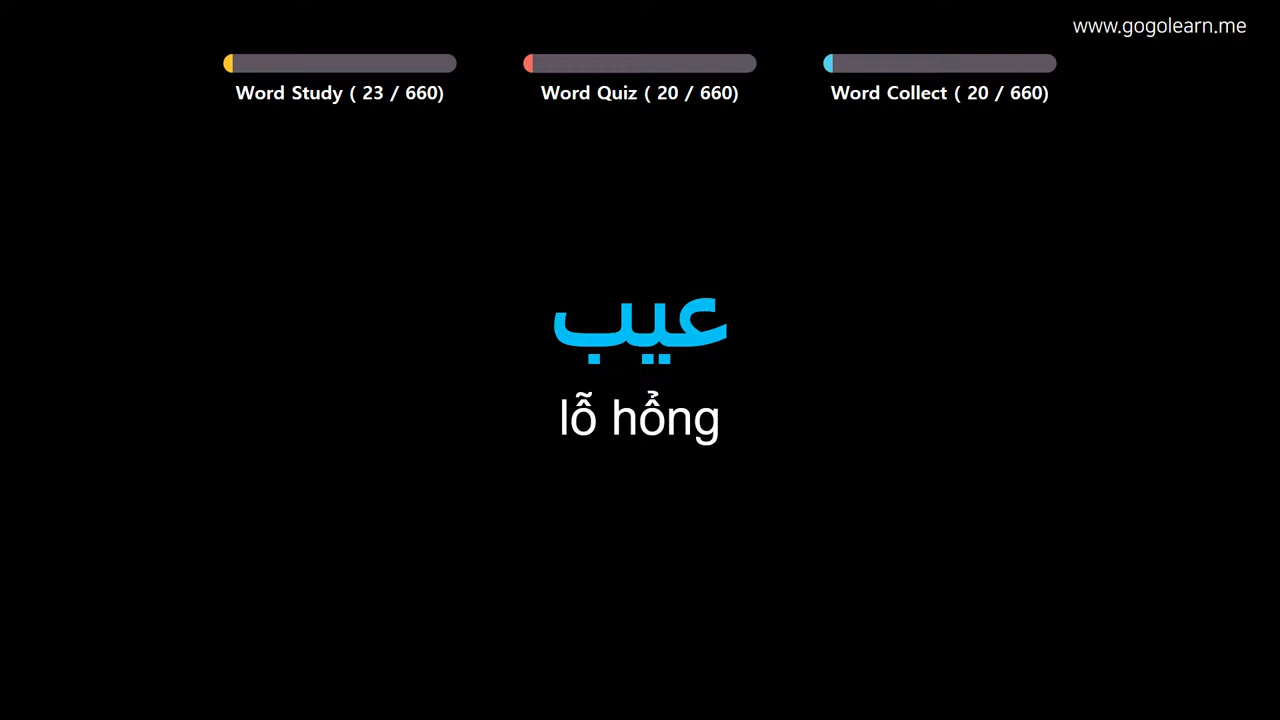 www.gogolearn.me
Word Study ( 23 / 660)
Word Quiz ( 20 / 660)
Word Collect ( 20 / 660)
عيب
lỗ hổng